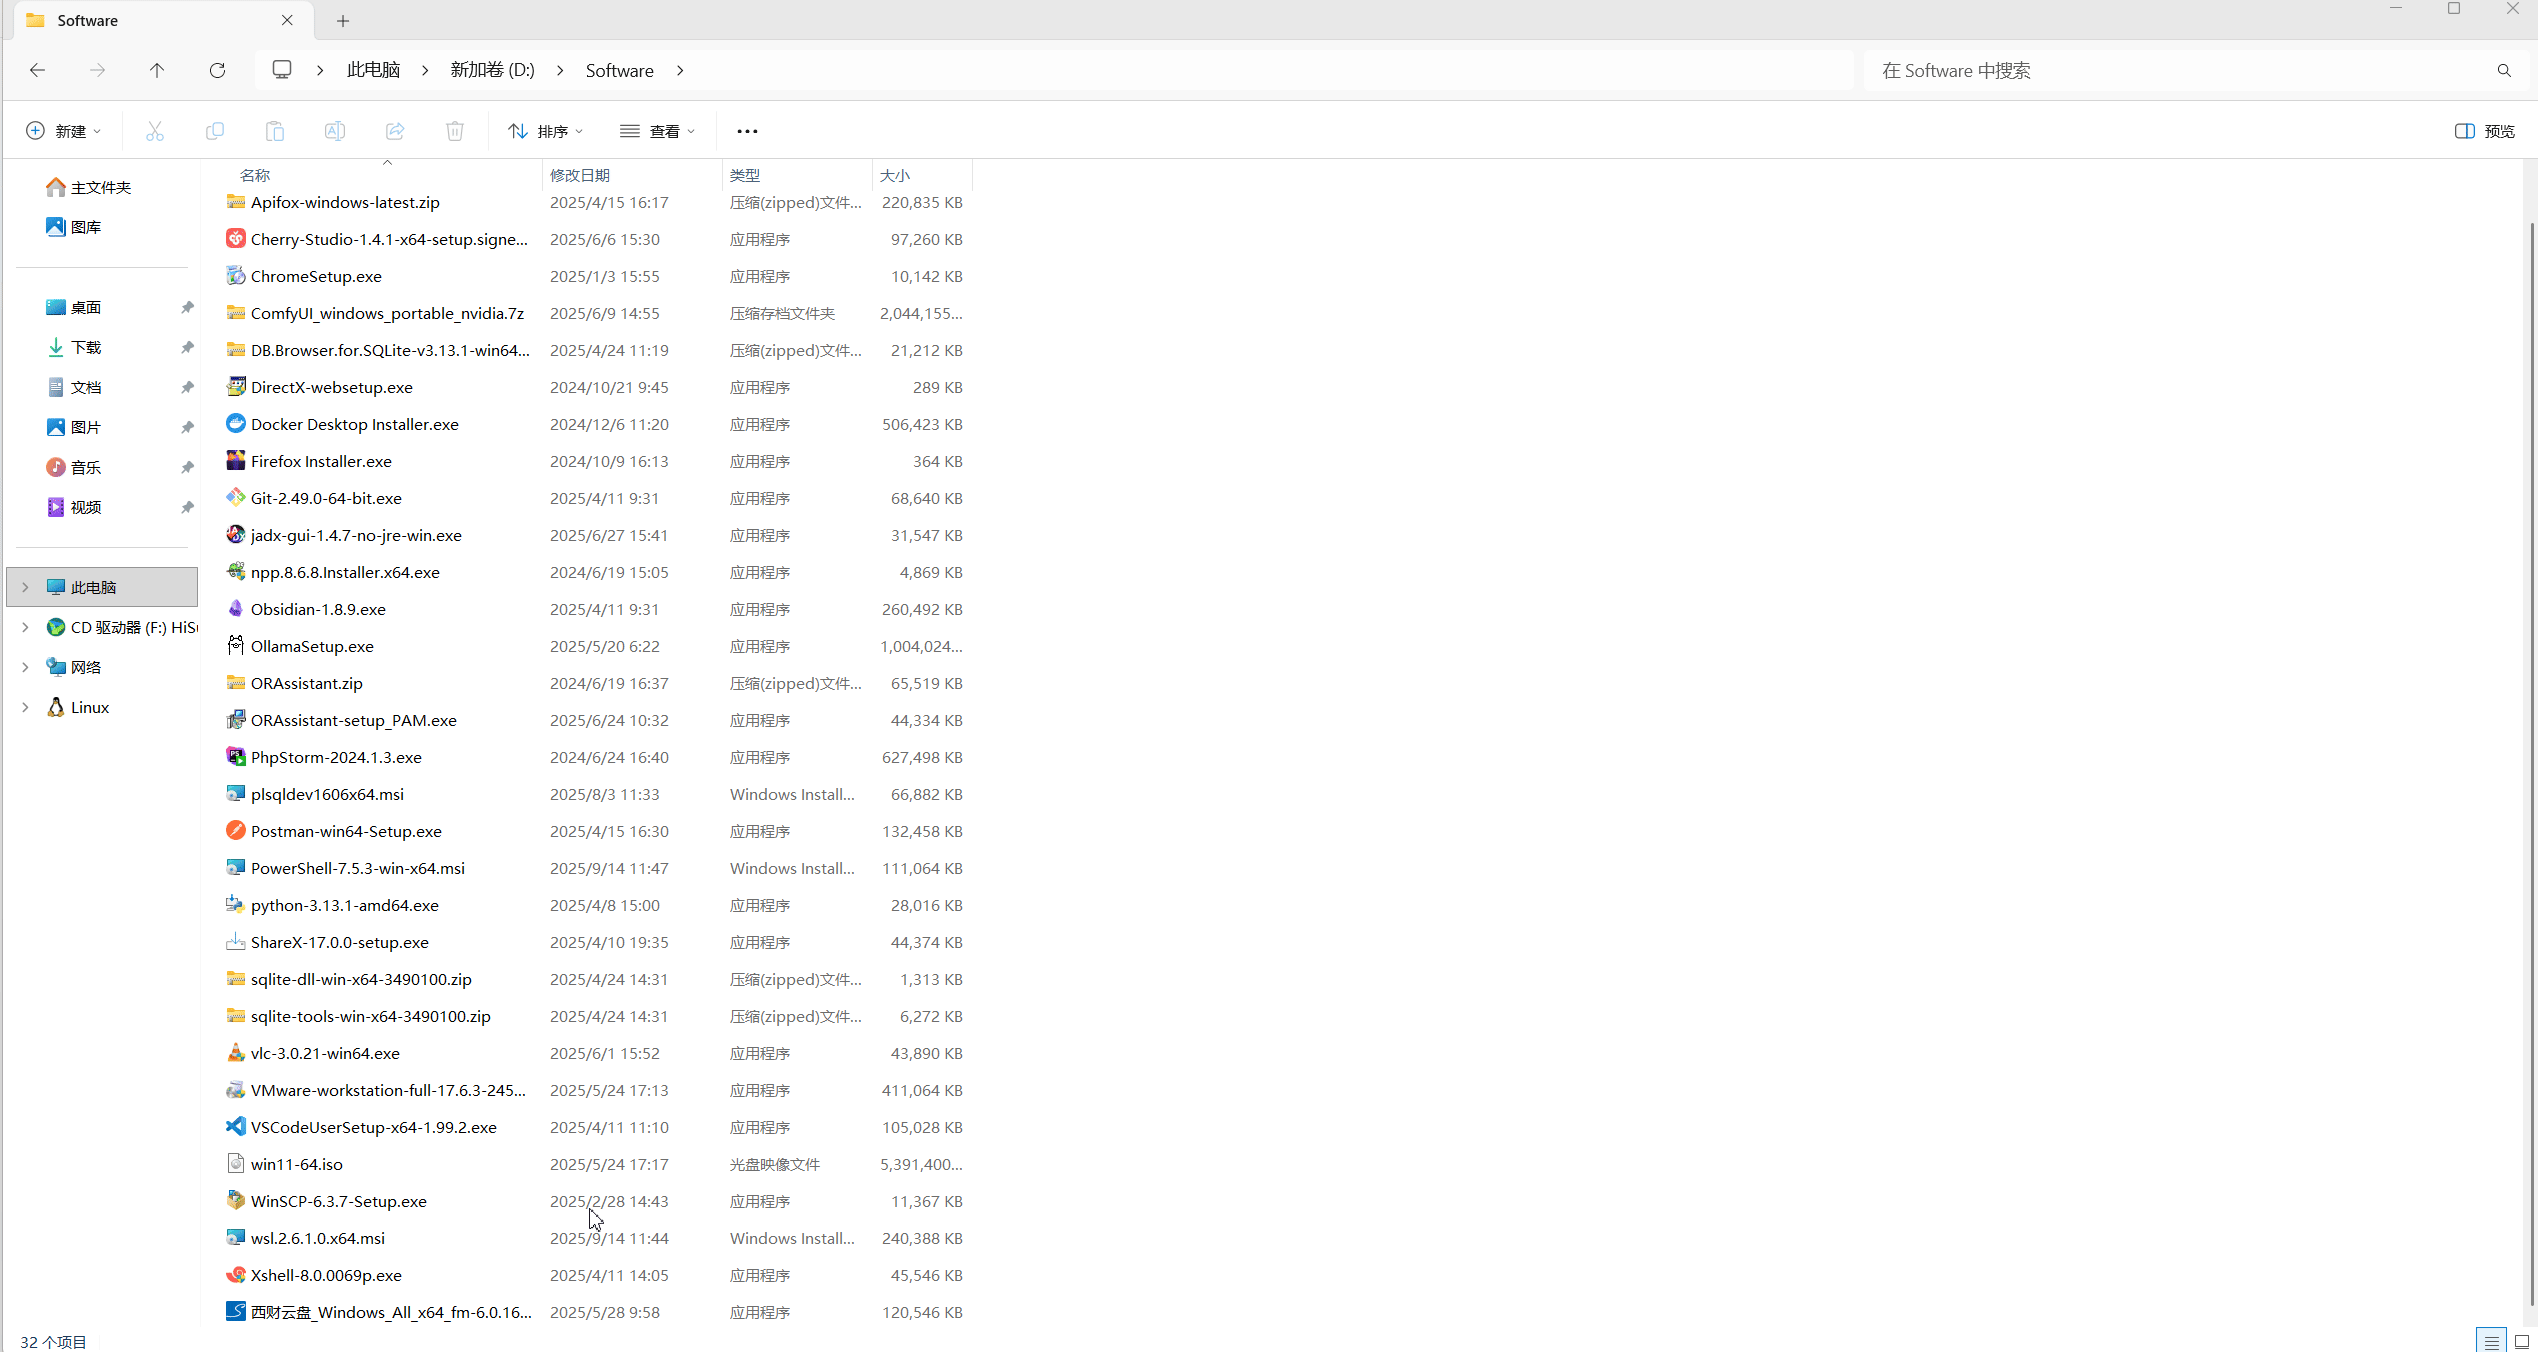 Software
此电脑 新加卷 (D:) Software
在 Software 中搜索
新建 排序 查看 预览
主文件夹
图库
桌面
下载
文档
图片
音乐
视频
此电脑
CD 驱动器 (F:) HiSu
网络
Linux
名称 修改日期 类型 大小
Apifox-windows-latest.zip 2025/4/15 16:17 压缩(zipped)文件... 220,835 KB
Cherry-Studio-1.4.1-x64-setup.signe... 2025/6/6 15:30 应用程序 97,260 KB
ChromeSetup.exe 2025/1/3 15:55 应用程序 10,142 KB
ComfyUI_windows_portable_nvidia.7z 2025/6/9 14:55 压缩存档文件夹 2,044,155...
DB.Browser.for.SQLite-v3.13.1-win64... 2025/4/24 11:19 压缩(zipped)文件... 21,212 KB
DirectX-websetup.exe 2024/10/21 9:45 应用程序 289 KB
Docker Desktop Installer.exe 2024/12/6 11:20 应用程序 506,423 KB
Firefox Installer.exe 2024/10/9 16:13 应用程序 364 KB
Git-2.49.0-64-bit.exe 2025/4/11 9:31 应用程序 68,640 KB
jadx-gui-1.4.7-no-jre-win.exe 2025/6/27 15:41 应用程序 31,547 KB
npp.8.6.8.Installer.x64.exe 2024/6/19 15:05 应用程序 4,869 KB
Obsidian-1.8.9.exe 2025/4/11 9:31 应用程序 260,492 KB
OllamaSetup.exe 2025/5/20 6:22 应用程序 1,004,024...
ORAssistant.zip 2024/6/19 16:37 压缩(zipped)文件... 65,519 KB
ORAssistant-setup_PAM.exe 2025/6/24 10:32 应用程序 44,334 KB
PhpStorm-2024.1.3.exe 2024/6/24 16:40 应用程序 627,498 KB
plsqldev1606x64.msi 2025/8/3 11:33 Windows Install... 66,882 KB
Postman-win64-Setup.exe 2025/4/15 16:30 应用程序 132,458 KB
PowerShell-7.5.3-win-x64.msi 2025/9/14 11:47 Windows Install... 111,064 KB
python-3.13.1-amd64.exe 2025/4/8 15:00 应用程序 28,016 KB
ShareX-17.0.0-setup.exe 2025/4/10 19:35 应用程序 44,374 KB
sqlite-dll-win-x64-3490100.zip 2025/4/24 14:31 压缩(zipped)文件... 1,313 KB
sqlite-tools-win-x64-3490100.zip 2025/4/24 14:31 压缩(zipped)文件... 6,272 KB
vlc-3.0.21-win64.exe 2025/6/1 15:52 应用程序 43,890 KB
VMware-workstation-full-17.6.3-245... 2025/5/24 17:13 应用程序 411,064 KB
VSCodeUserSetup-x64-1.99.2.exe 2025/4/11 11:10 应用程序 105,028 KB
win11-64.iso 2025/5/24 17:17 光盘映像文件 5,391,400...
WinSCP-6.3.7-Setup.exe 2025/2/28 14:43 应用程序 11,367 KB
wsl.2.6.1.0.x64.msi 2025/9/14 11:44 Windows Install... 240,388 KB
Xshell-8.0.0069p.exe 2025/4/11 14:05 应用程序 45,546 KB
西财云盘_Windows_All_x64_fm-6.0.16... 2025/5/28 9:58 应用程序 120,546 KB
32 个项目